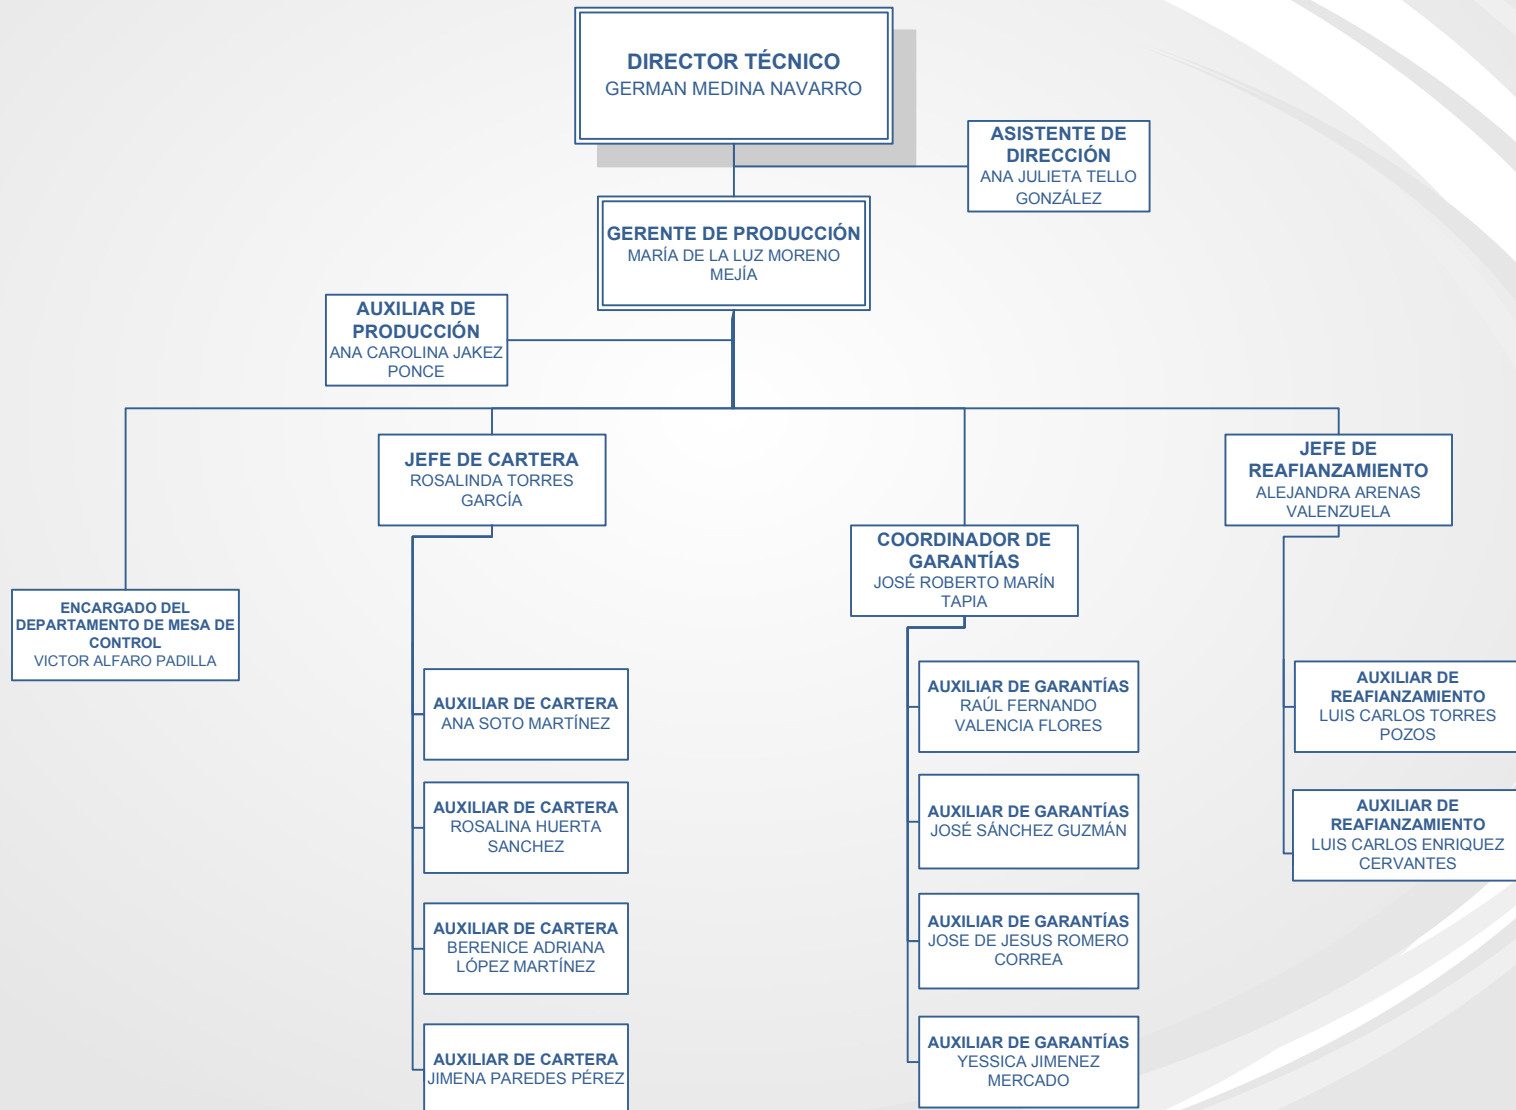 DIRECTOR TÉCNICO
GERMAN MEDINA NAVARRO
ASISTENTE DE
DIRECCIÓN
ANA JULIETA TELLO
GONZÁLEZ
GERENTE DE PRODUCCIÓN
MARÍA DE LA LUZ MORENO
MEJÍA
AUXILIAR DE
PRODUCCIÓN
ANA CAROLINA JAKEZ
PONCE
JEFE DE CARTERA
ROSALINDA TORRES
GARCÍA
JEFE DE
REAFIANZAMIENTO
ALEJANDRA ARENAS
VALENZUELA
COORDINADOR DE
GARANTÍAS
JOSÉ ROBERTO MARÍN
TAPIA
ENCARGADO DEL
DEPARTAMENTO DE MESA DE
CONTROL
VICTOR ALFARO PADILLA
AUXILIAR DE CARTERA
ANA SOTO MARTÍNEZ
AUXILIAR DE CARTERA
ROSALINA HUERTA
SANCHEZ
AUXILIAR DE CARTERA
BERENICE ADRIANA
LÓPEZ MARTÍNEZ
AUXILIAR DE CARTERA
JIMENA PAREDES PÉREZ
AUXILIAR DE GARANTÍAS
RAÚL FERNANDO
VALENCIA FLORES
AUXILIAR DE GARANTÍAS
JOSÉ SÁNCHEZ GUZMÁN
AUXILIAR DE GARANTÍAS
JOSE DE JESUS ROMERO
CORREA
AUXILIAR DE GARANTÍAS
YESSICA JIMENEZ
MERCADO
AUXILIAR DE
REAFIANZAMIENTO
LUIS CARLOS TORRES
POZOS
AUXILIAR DE
REAFIANZAMIENTO
LUIS CARLOS ENRIQUEZ
CERVANTES